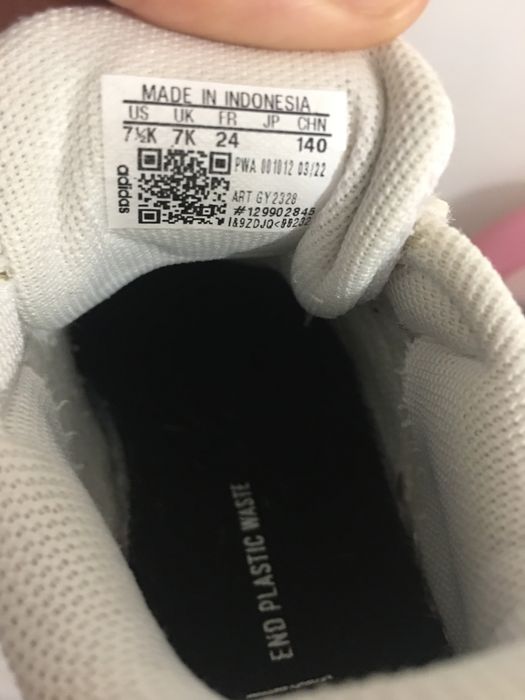 MADE IN INDONESIA
US UK FR JP CHN
7½K 7K 24 140
adidas
PWA 001012 03/22
ART GY2328
#129902845
END PLASTIC WASTE